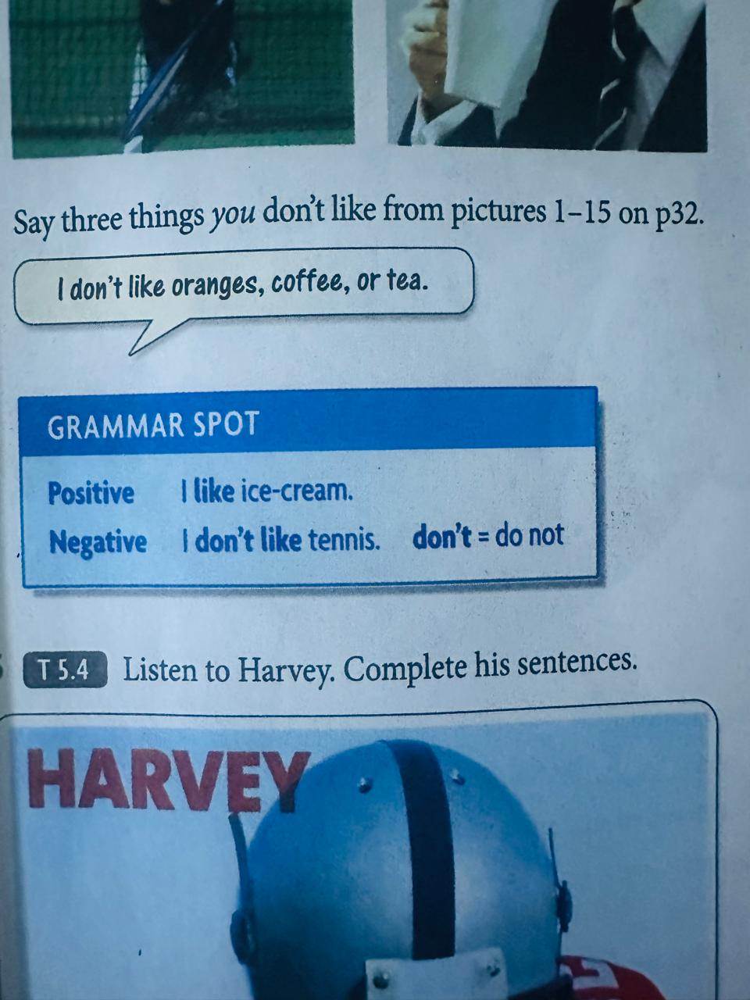 Say three things you don't like from pictures 1–15 on p32.
I don't like oranges, coffee, or tea.
GRAMMAR SPOT
Positive I like ice-cream.
Negative I don't like tennis. don't = do not
T 5.4 Listen to Harvey. Complete his sentences.
HARVEY